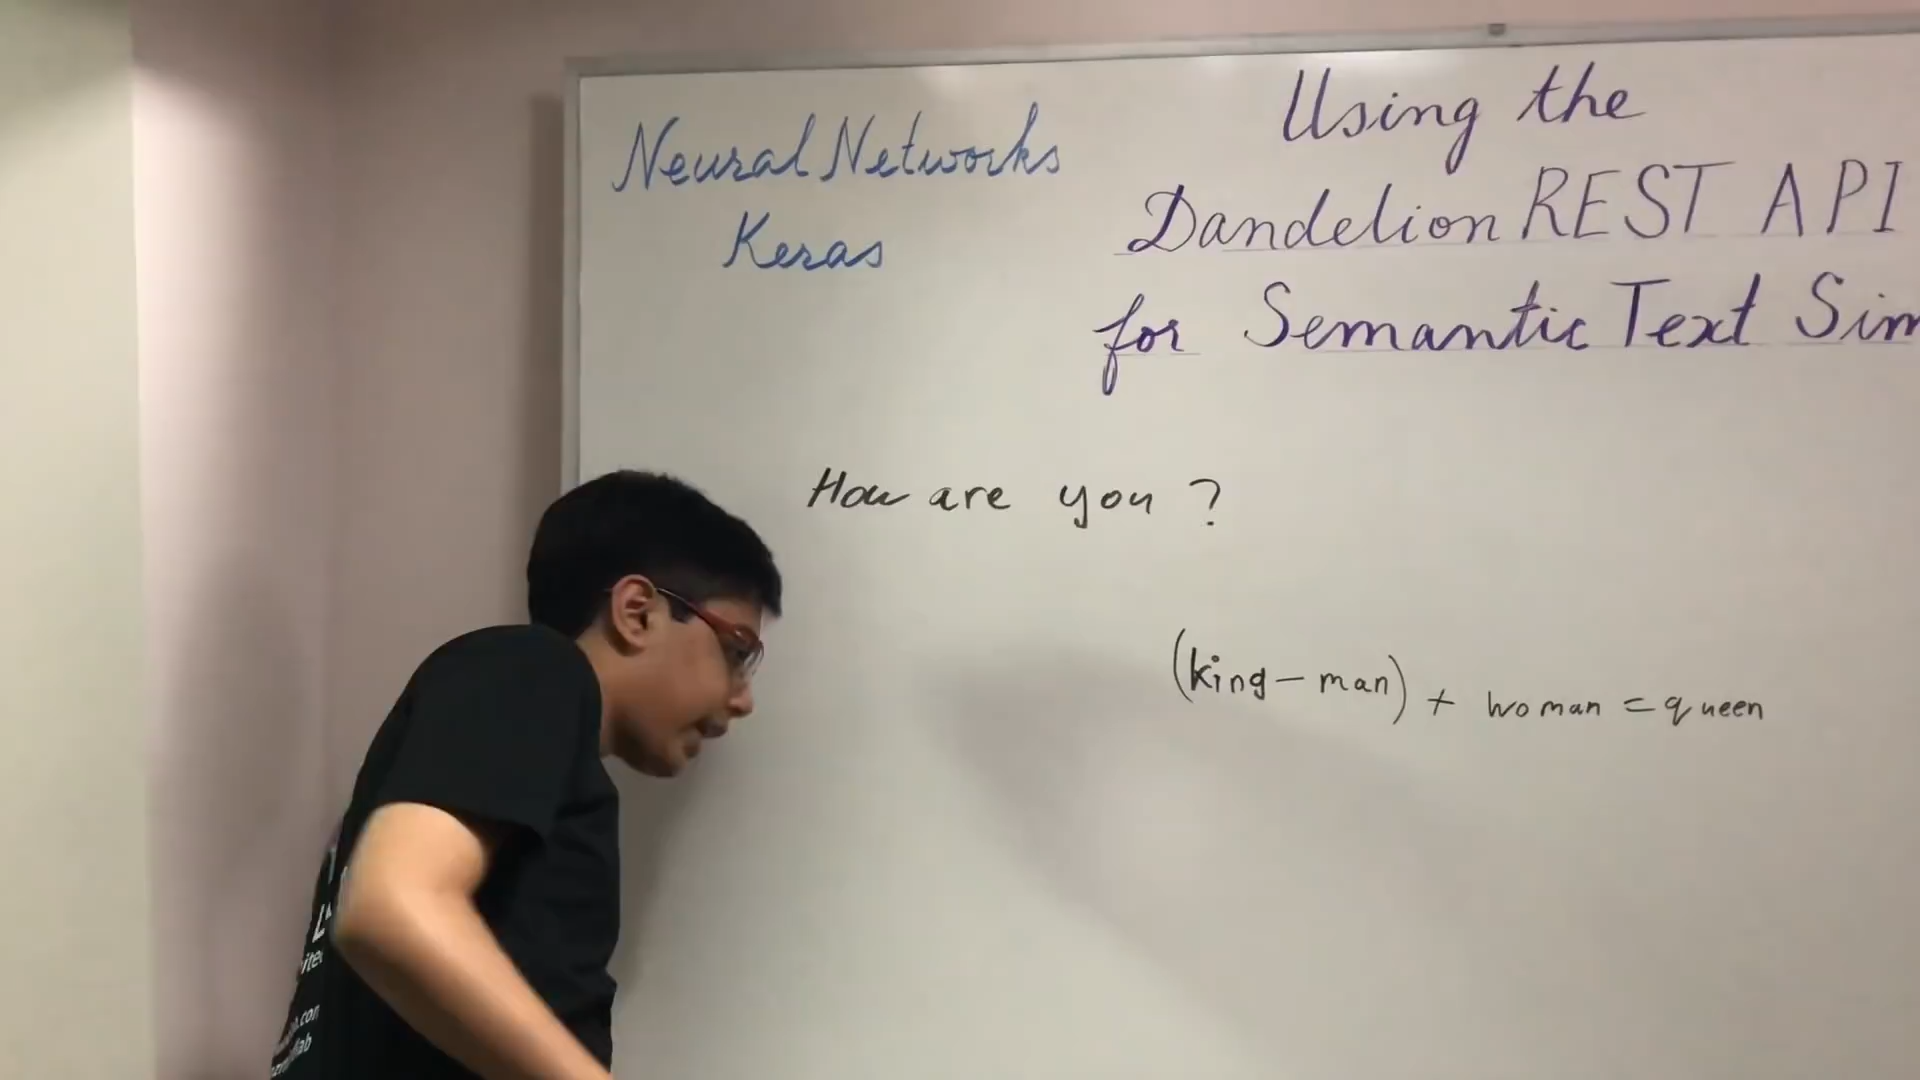 Neural Networks
Keras
Using the
Dandelion REST API
for Semantic Text Sim
How are you ?
(king - man) + woman = queen